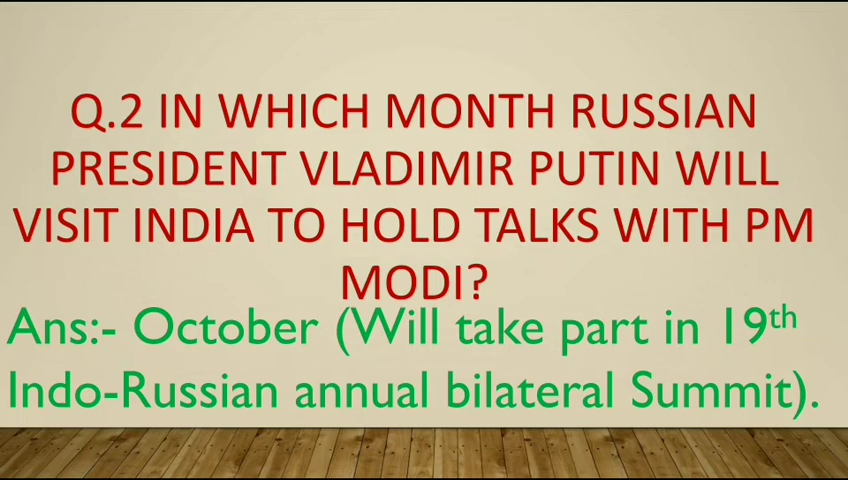 Q.2 IN WHICH MONTH RUSSIAN
PRESIDENT VLADIMIR PUTIN WILL
VISIT INDIA TO HOLD TALKS WITH PM
MODI?
Ans:- October (Will take part in 19th
Indo-Russian annual bilateral Summit).